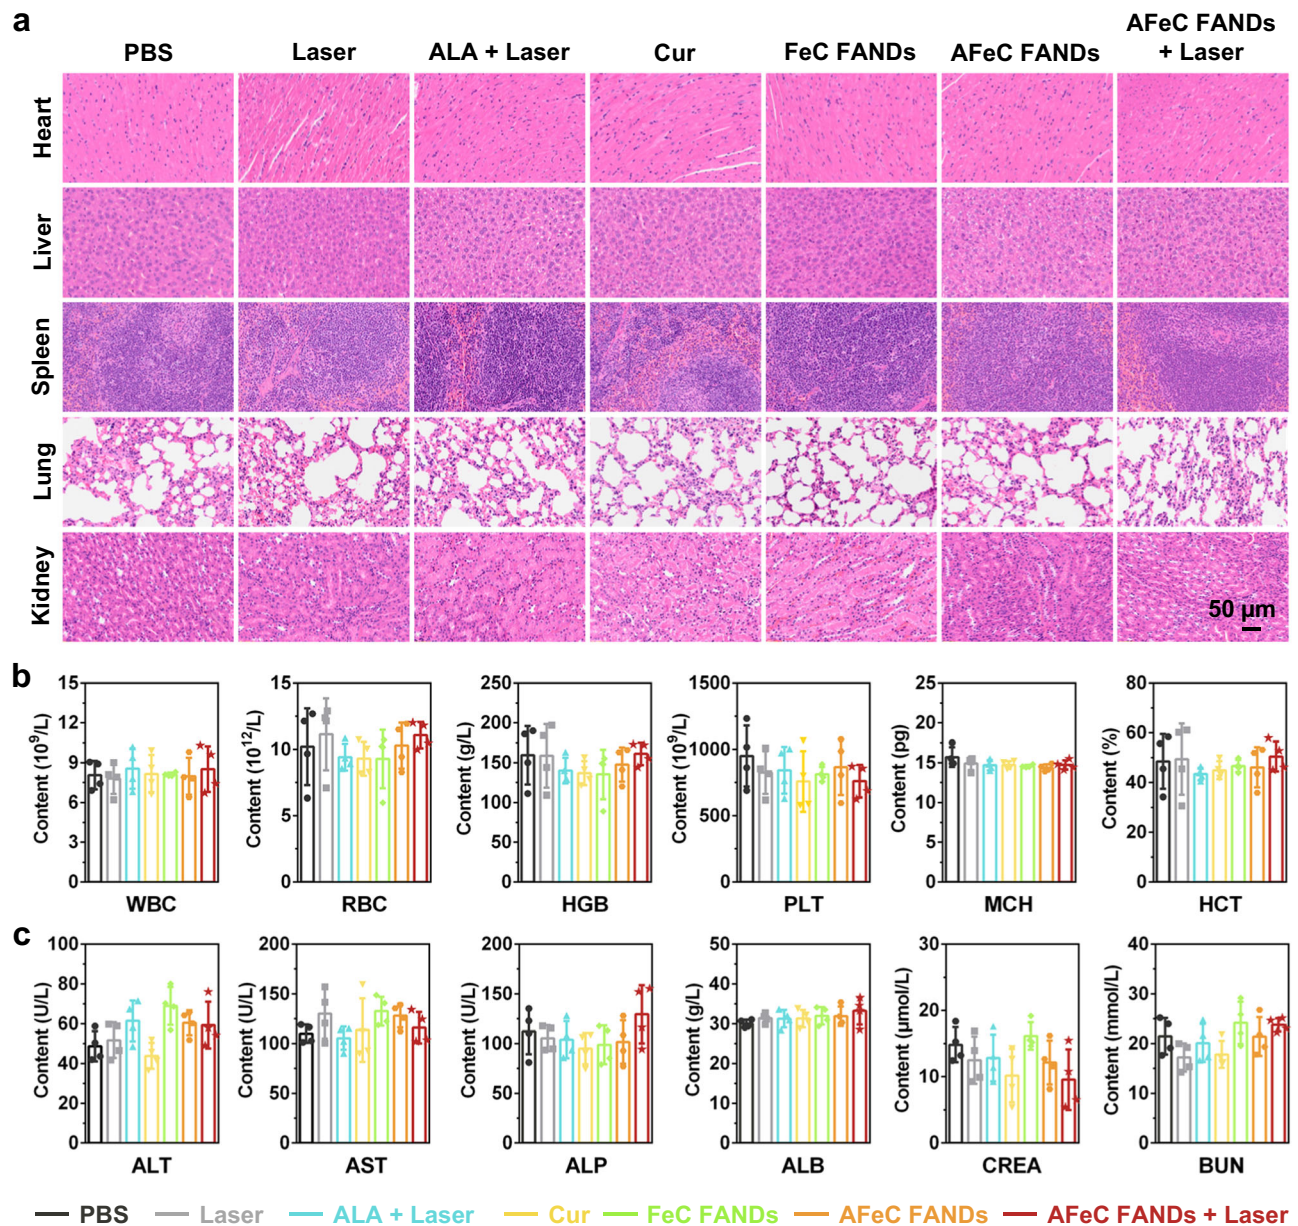 a
PBS
Laser
ALA + Laser
Cur
FeC FANDs
AFeC FANDs
AFeC FANDs
+ Laser
Heart
Liver
Spleen
Lung
Kidney
50 µm
b
Content (10⁹/L)
15
12
9
6
3
0
WBC
Content (10¹²/L)
15
10
5
0
RBC
Content (g/L)
250
200
150
100
50
0
HGB
Content (10⁹/L)
1500
1000
500
0
PLT
Content (pg)
25
20
15
10
5
0
MCH
Content (%)
80
60
40
20
0
HCT
c
Content (U/L)
100
80
60
40
20
0
ALT
Content (U/L)
200
150
100
50
0
AST
Content (U/L)
200
150
100
50
0
ALP
Content (g/L)
50
40
30
20
10
0
ALB
Content (µmol/L)
30
20
10
0
CREA
Content (mmol/L)
40
30
20
10
0
BUN
PBS
Laser
ALA + Laser
Cur
FeC FANDs
AFeC FANDs
AFeC FANDs + Laser